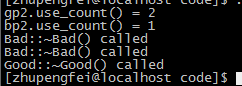 [zhupengfei@localhost code]$ .
gp2.use_count() = 2
bp2.use_count() = 1
Bad::~Bad() called
Bad::~Bad() called
Good::~Good() called
[zhupengfei@localhost code]$